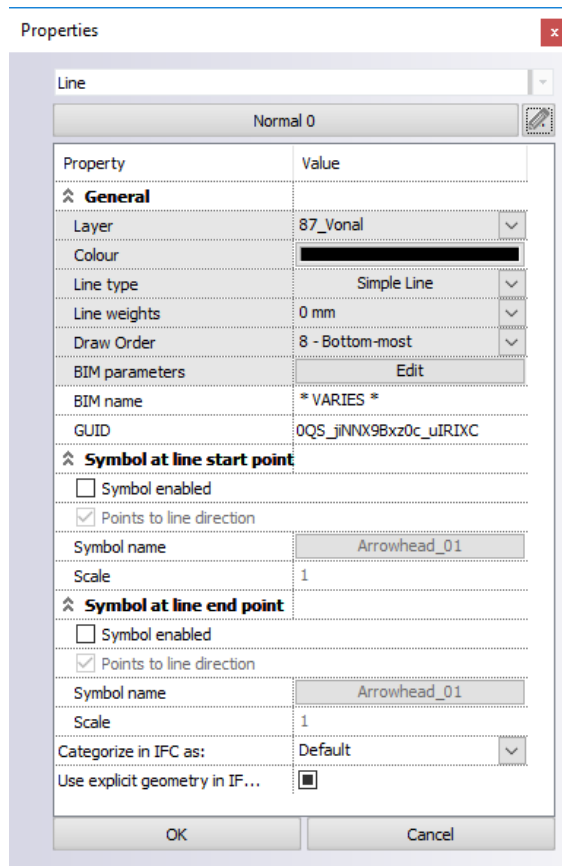 Properties
x
Line
Normal 0
Property Value
General
Layer 87_Vonal
Colour
Line type Simple Line
Line weights 0 mm
Draw Order 8 - Bottom-most
BIM parameters Edit
BIM name * VARIES *
GUID 0QS_jiNNX9Bxz0c_uIRIXC
Symbol at line start point
Symbol enabled
Points to line direction
Symbol name Arrowhead_01
Scale 1
Symbol at line end point
Symbol enabled
Points to line direction
Symbol name Arrowhead_01
Scale 1
Categorize in IFC as: Default
Use explicit geometry in IF...
OK Cancel